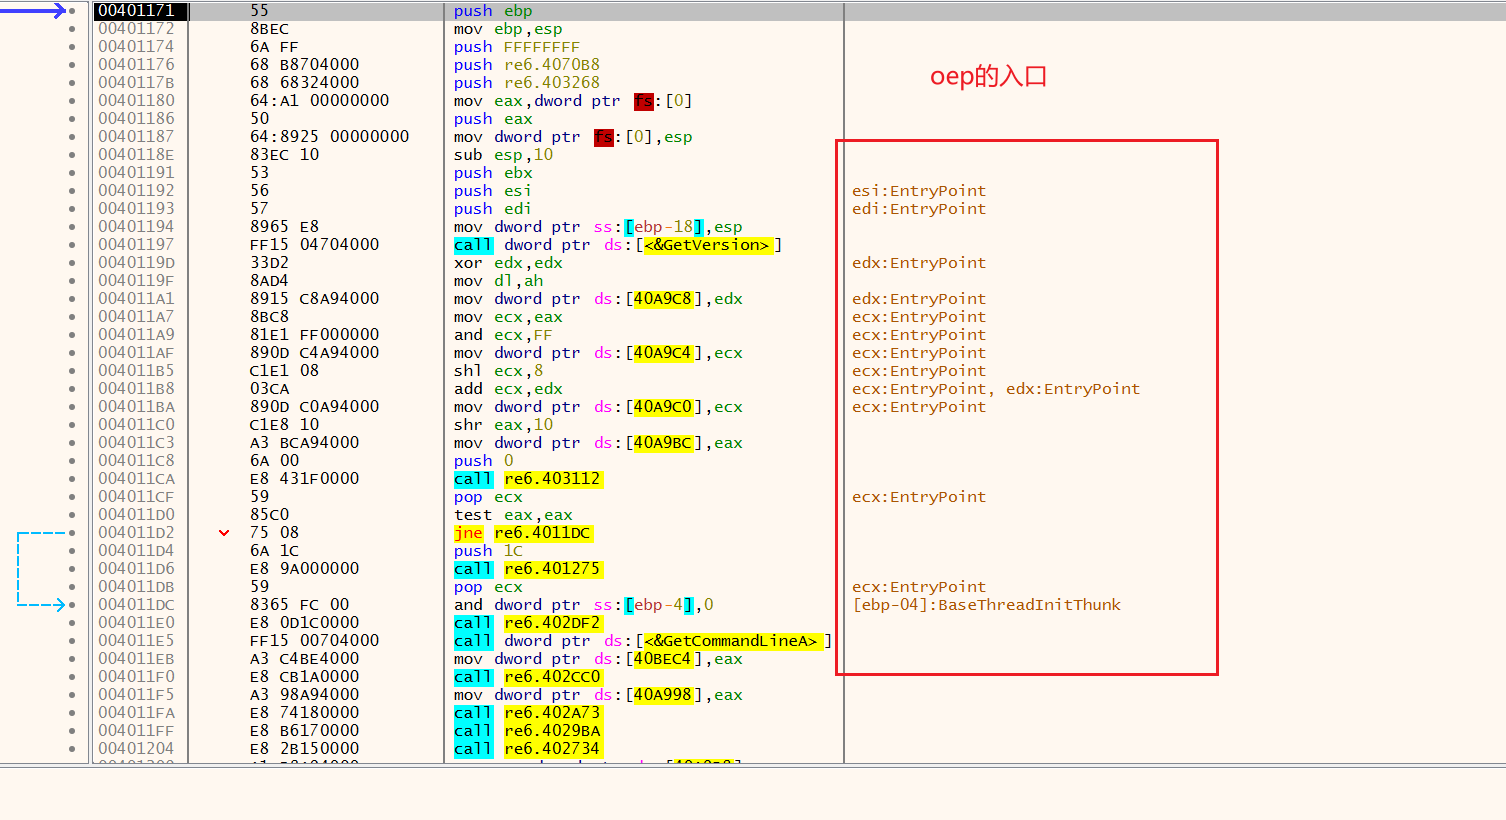 00401171 55 push ebp
00401172 8BEC mov ebp,esp
00401174 6A FF push FFFFFFFF
00401176 68 B8704000 push re6.4070B8
0040117B 68 68324000 push re6.403268
oep的入口
00401180 64:A1 00000000 mov eax,dword ptr fs:[0]
00401186 50 push eax
00401187 64:8925 00000000 mov dword ptr fs:[0],esp
0040118E 83EC 10 sub esp,10
00401191 53 push ebx
00401192 56 push esi esi:EntryPoint
00401193 57 push edi edi:EntryPoint
00401194 8965 E8 mov dword ptr ss:[ebp-18],esp
00401197 FF15 04704000 call dword ptr ds:[<&GetVersion>]
0040119D 33D2 xor edx,edx edx:EntryPoint
0040119F 8AD4 mov dl,ah
004011A1 8915 C8A94000 mov dword ptr ds:[40A9C8],edx edx:EntryPoint
004011A7 8BC8 mov ecx,eax ecx:EntryPoint
004011A9 81E1 FF000000 and ecx,FF ecx:EntryPoint
004011AF 890D C4A94000 mov dword ptr ds:[40A9C4],ecx ecx:EntryPoint
004011B5 C1E1 08 shl ecx,8 ecx:EntryPoint
004011B8 03CA add ecx,edx ecx:EntryPoint, edx:EntryPoint
004011BA 890D C0A94000 mov dword ptr ds:[40A9C0],ecx ecx:EntryPoint
004011C0 C1E8 10 shr eax,10
004011C3 A3 BCA94000 mov dword ptr ds:[40A9BC],eax
004011C8 6A 00 push 0
004011CA E8 431F0000 call re6.403112
004011CF 59 pop ecx ecx:EntryPoint
004011D0 85C0 test eax,eax
004011D2 75 08 jne re6.4011DC
004011D4 6A 1C push 1C
004011D6 E8 9A000000 call re6.401275
004011DB 59 pop ecx ecx:EntryPoint
004011DC 8365 FC 00 and dword ptr ss:[ebp-4],0 [ebp-04]:BaseThreadInitThunk
004011E0 E8 0D1C0000 call re6.402DF2
004011E5 FF15 00704000 call dword ptr ds:[<&GetCommandLineA>]
004011EB A3 C4BE4000 mov dword ptr ds:[40BEC4],eax
004011F0 E8 CB1A0000 call re6.402CC0
004011F5 A3 98A94000 mov dword ptr ds:[40A998],eax
004011FA E8 74180000 call re6.402A73
004011FF E8 B6170000 call re6.4029BA
00401204 E8 2B150000 call re6.402734